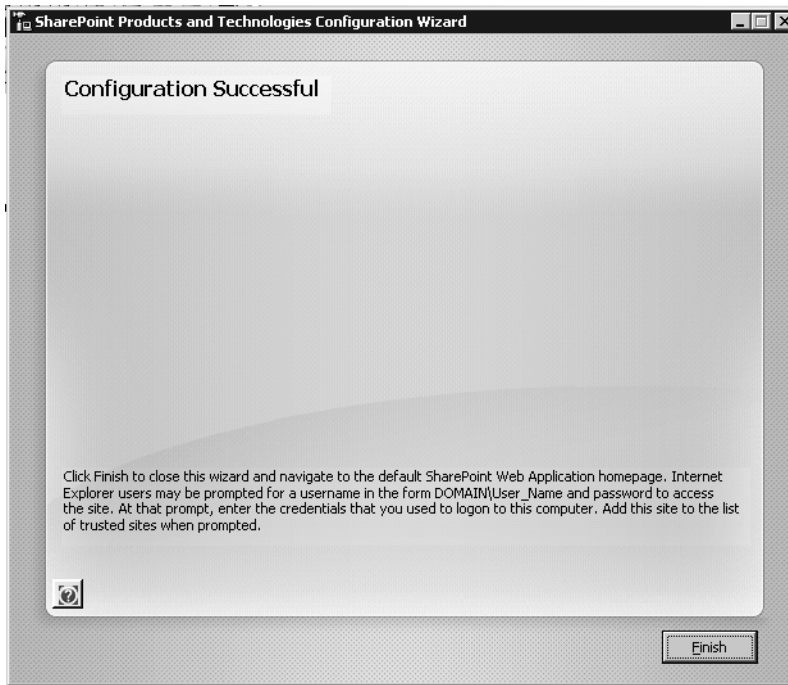 SharePoint Products and Technologies Configuration Wizard
Configuration Successful
Click Finish to close this wizard and navigate to the default SharePoint Web Application homepage. Internet
Explorer users may be prompted for a username in the form DOMAIN\User_Name and password to access
the site. At that prompt, enter the credentials that you used to logon to this computer. Add this site to the list
of trusted sites when prompted.
Finish